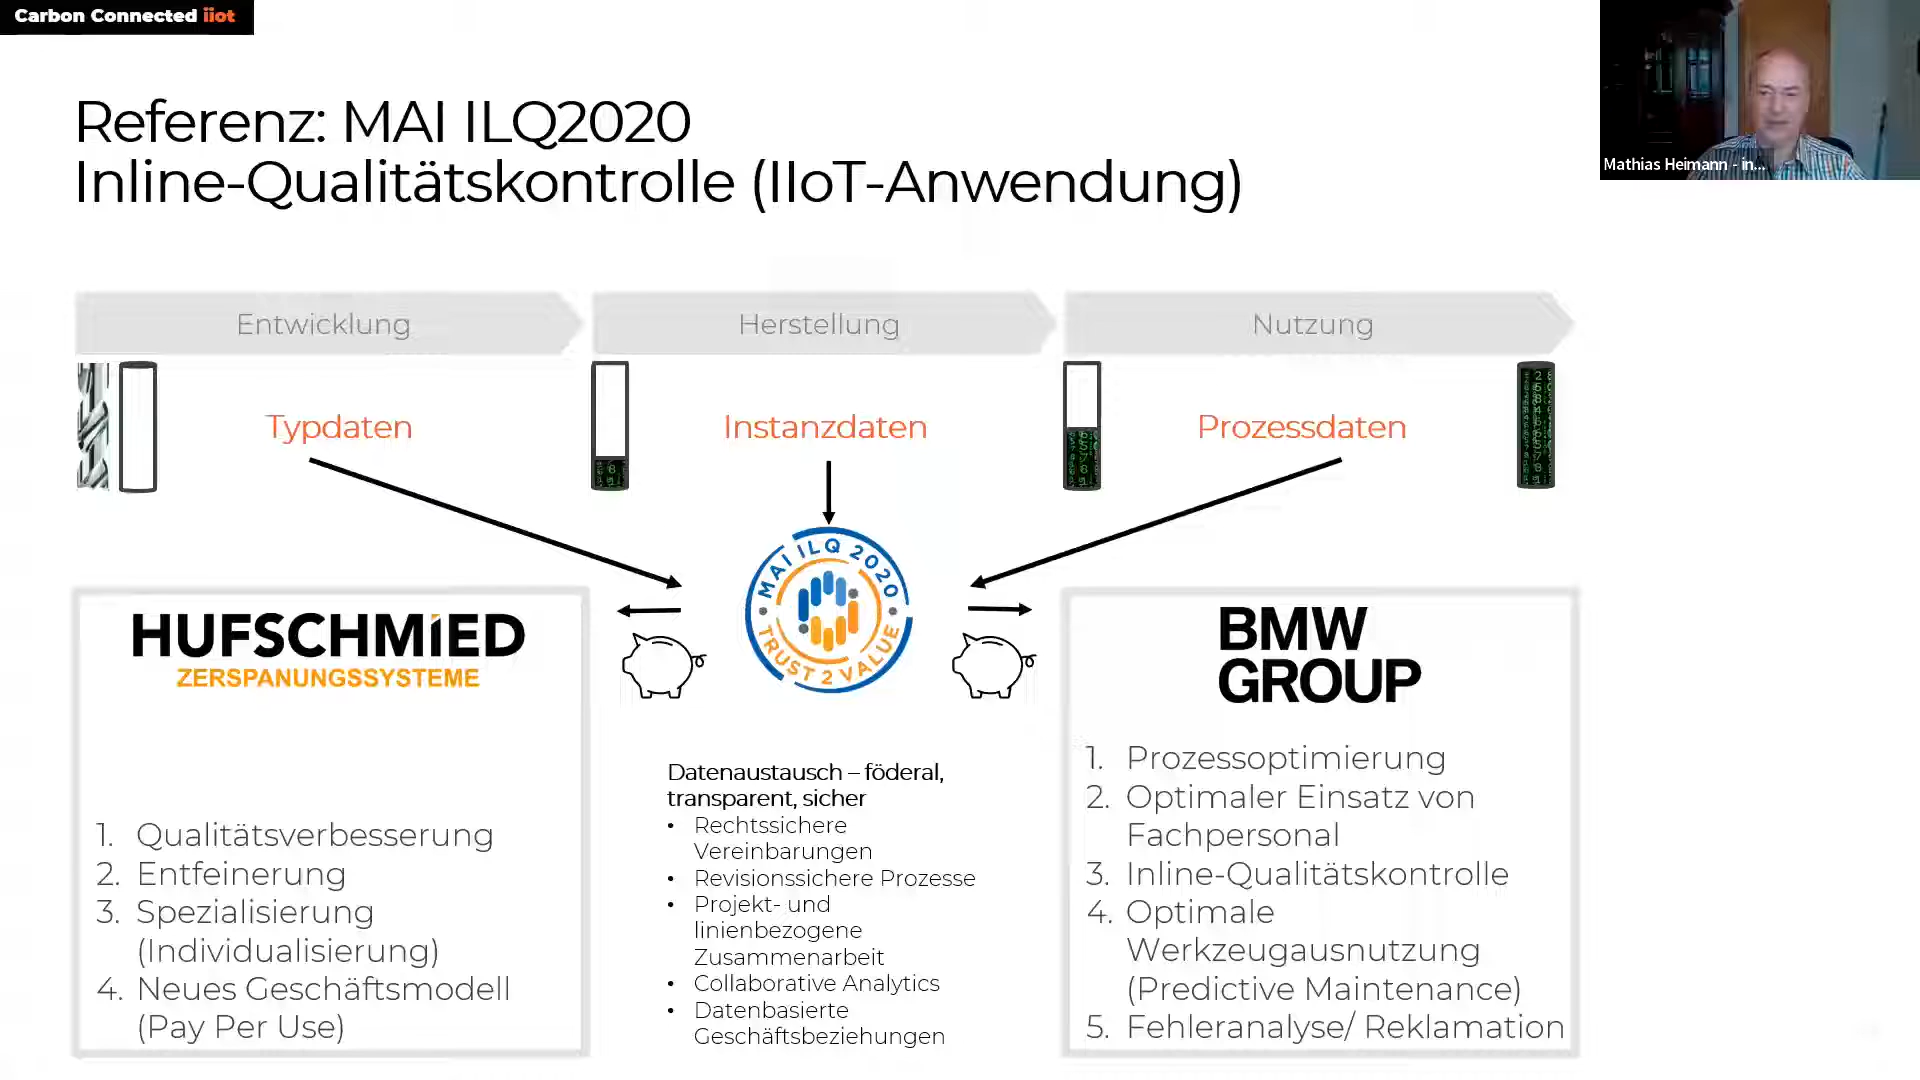 Carbon Connected iiot
Mathias Heimann - in...
Referenz: MAI ILQ2020
Inline-Qualitätskontrolle (IIoT-Anwendung)
Entwicklung
Herstellung
Nutzung
Typdaten
Instanzdaten
Prozessdaten
HUFSCHMiED
ZERSPANUNGSSYSTEME
1. Qualitätsverbesserung
2. Entfeinerung
3. Spezialisierung
(Individualisierung)
4. Neues Geschäftsmodell
(Pay Per Use)
MAI ILQ 2020
TRUST 2 VALUE
Datenaustausch – föderal,
transparent, sicher
• Rechtssichere
Vereinbarungen
• Revisionssichere Prozesse
• Projekt- und
linienbezogene
Zusammenarbeit
• Collaborative Analytics
• Datenbasierte
Geschäftsbeziehungen
BMW
GROUP
1. Prozessoptimierung
2. Optimaler Einsatz von
Fachpersonal
3. Inline-Qualitätskontrolle
4. Optimale
Werkzeugausnutzung
(Predictive Maintenance)
5. Fehleranalyse/ Reklamation